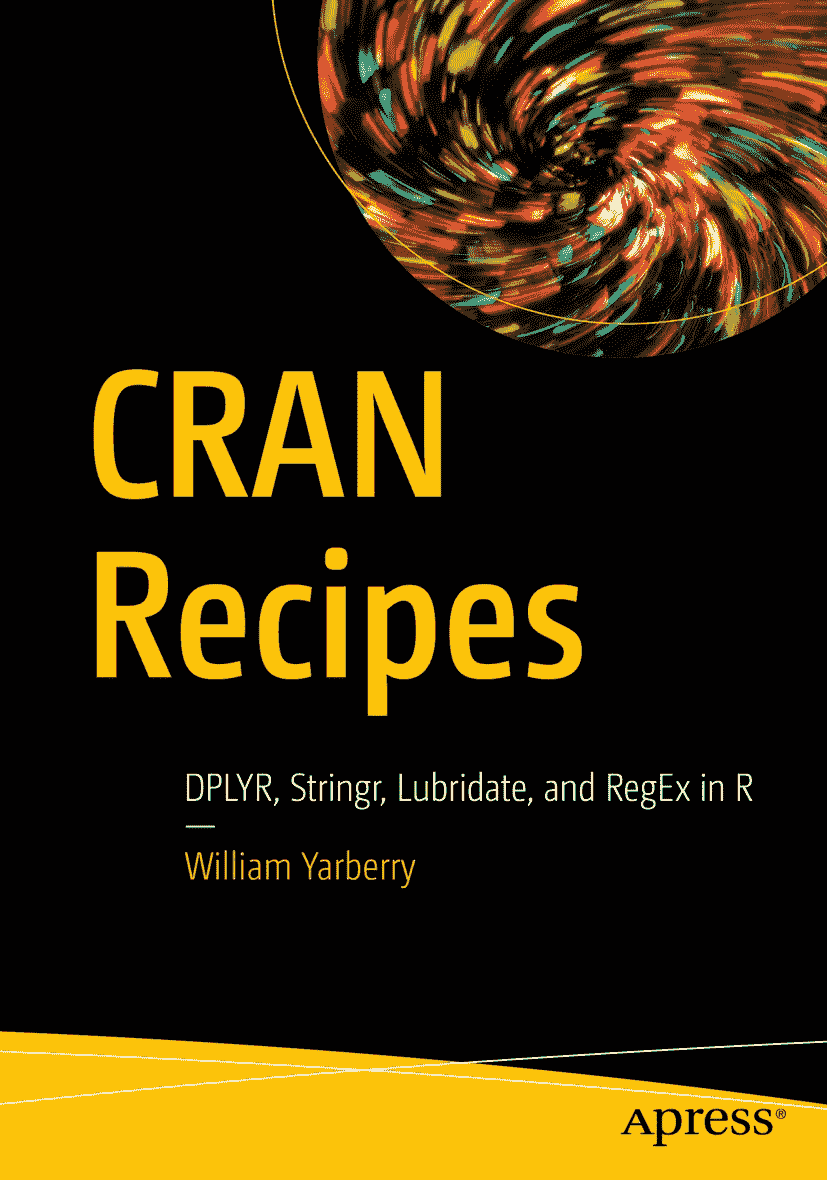 CRAN
Recipes
DPLYR, Stringr, Lubridate, and RegEx in R
William Yarberry
Apress®